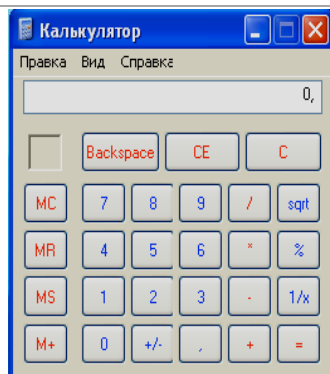 Калькулятор
Правка Вид Справка
0,
Backspace CE C
MC 7 8 9 / sqrt
MR 4 5 6 * %
MS 1 2 3 - 1/x
M+ 0 +/- , + =